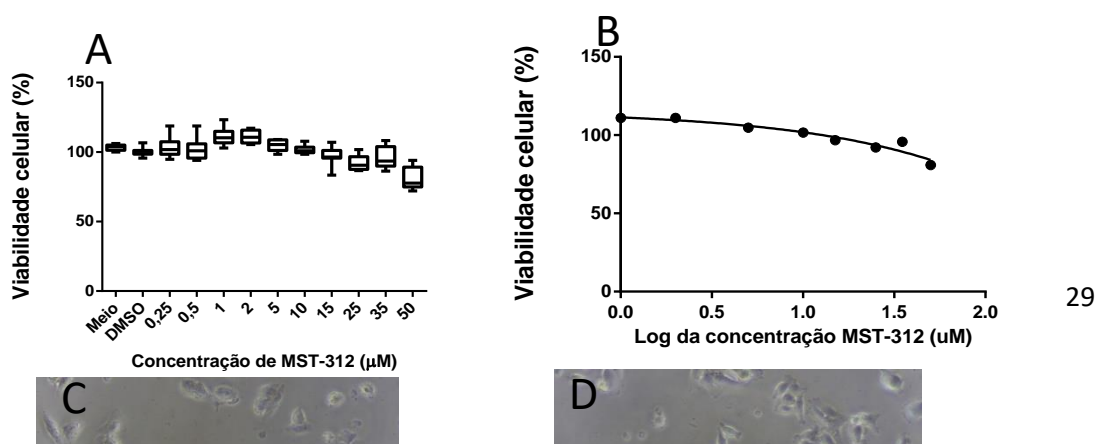 A
Viabilidade celular (%)
150
100
50
0
Meio
DMSO
0,25
0,5
1
2
5
10
15
25
35
50
Concentração de MST-312 (µM)
B
Viabilidade celular (%)
150
100
50
0
0.0
0.5
1.0
1.5
2.0
Log da concentração MST-312 (uM)
29
C
D